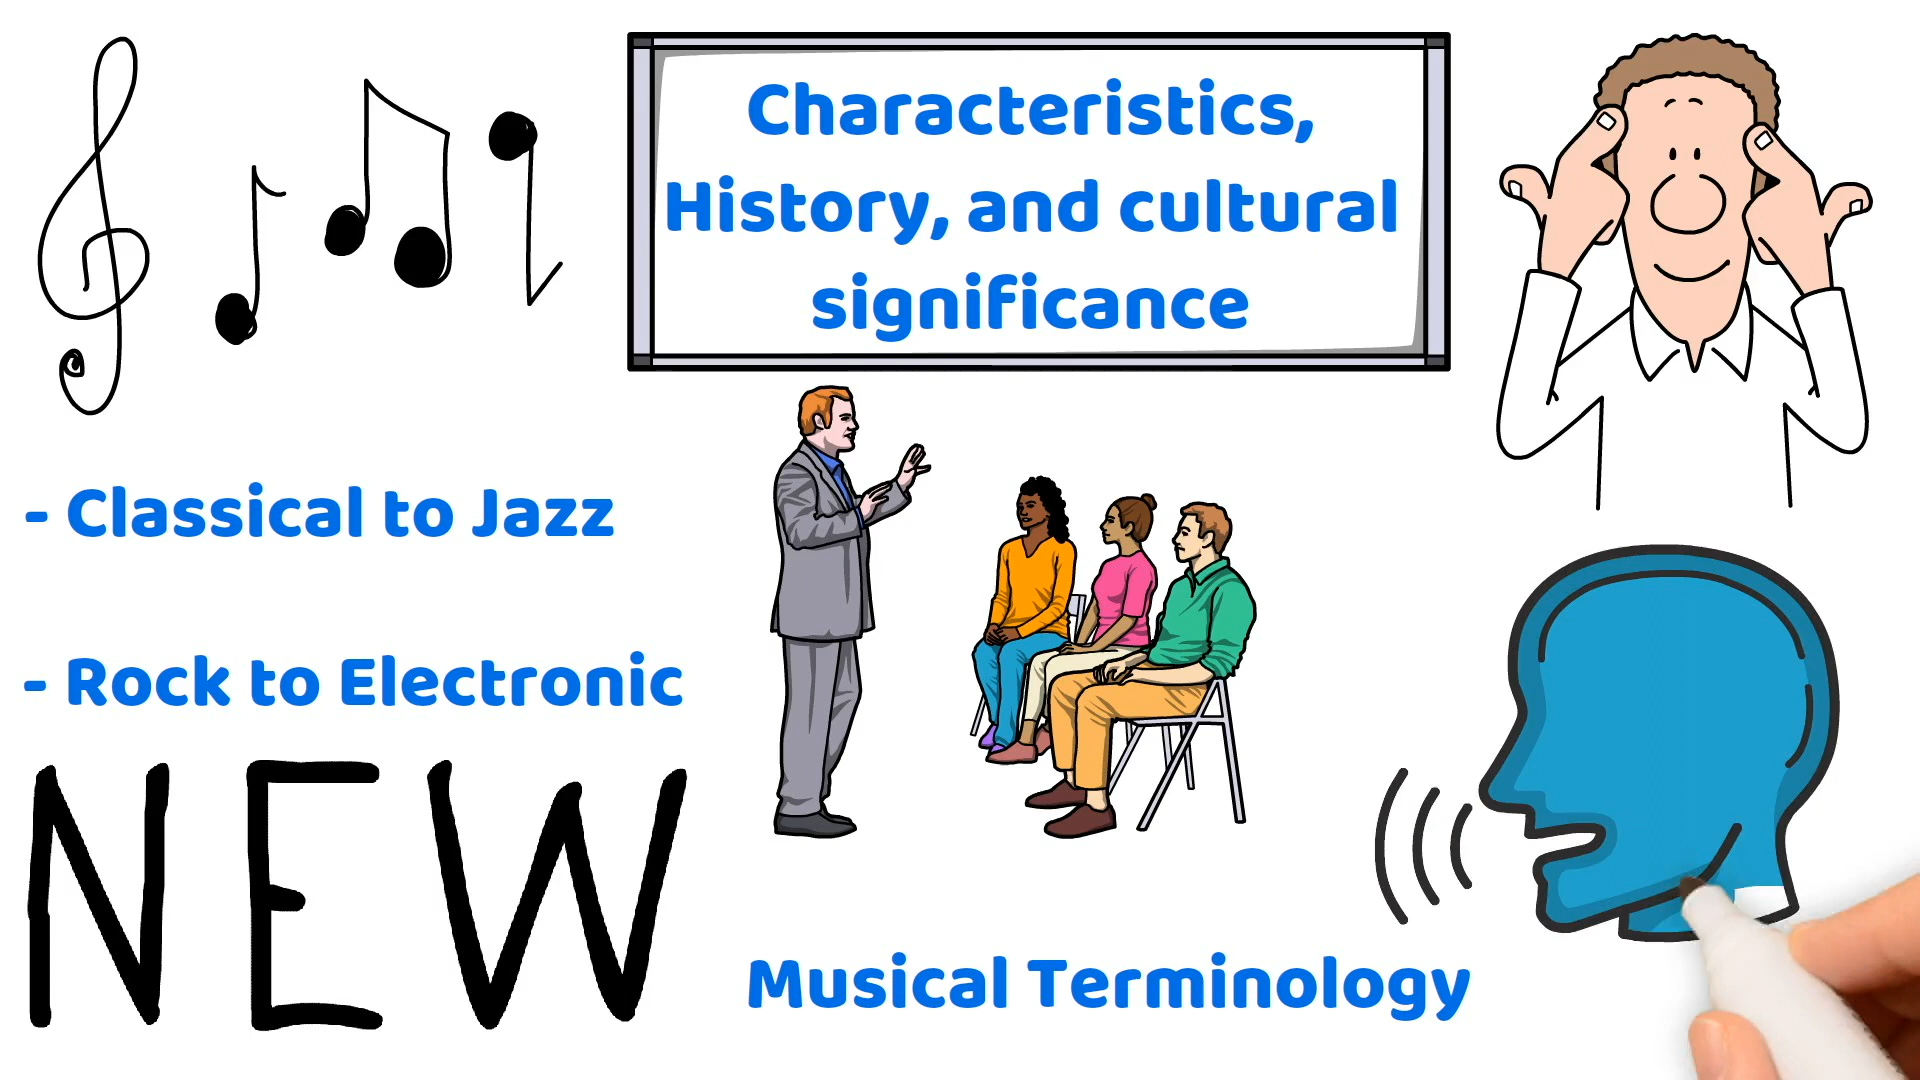 Characteristics,
History, and cultural
significance
- Classical to Jazz
- Rock to Electronic
NEW
Musical Terminology